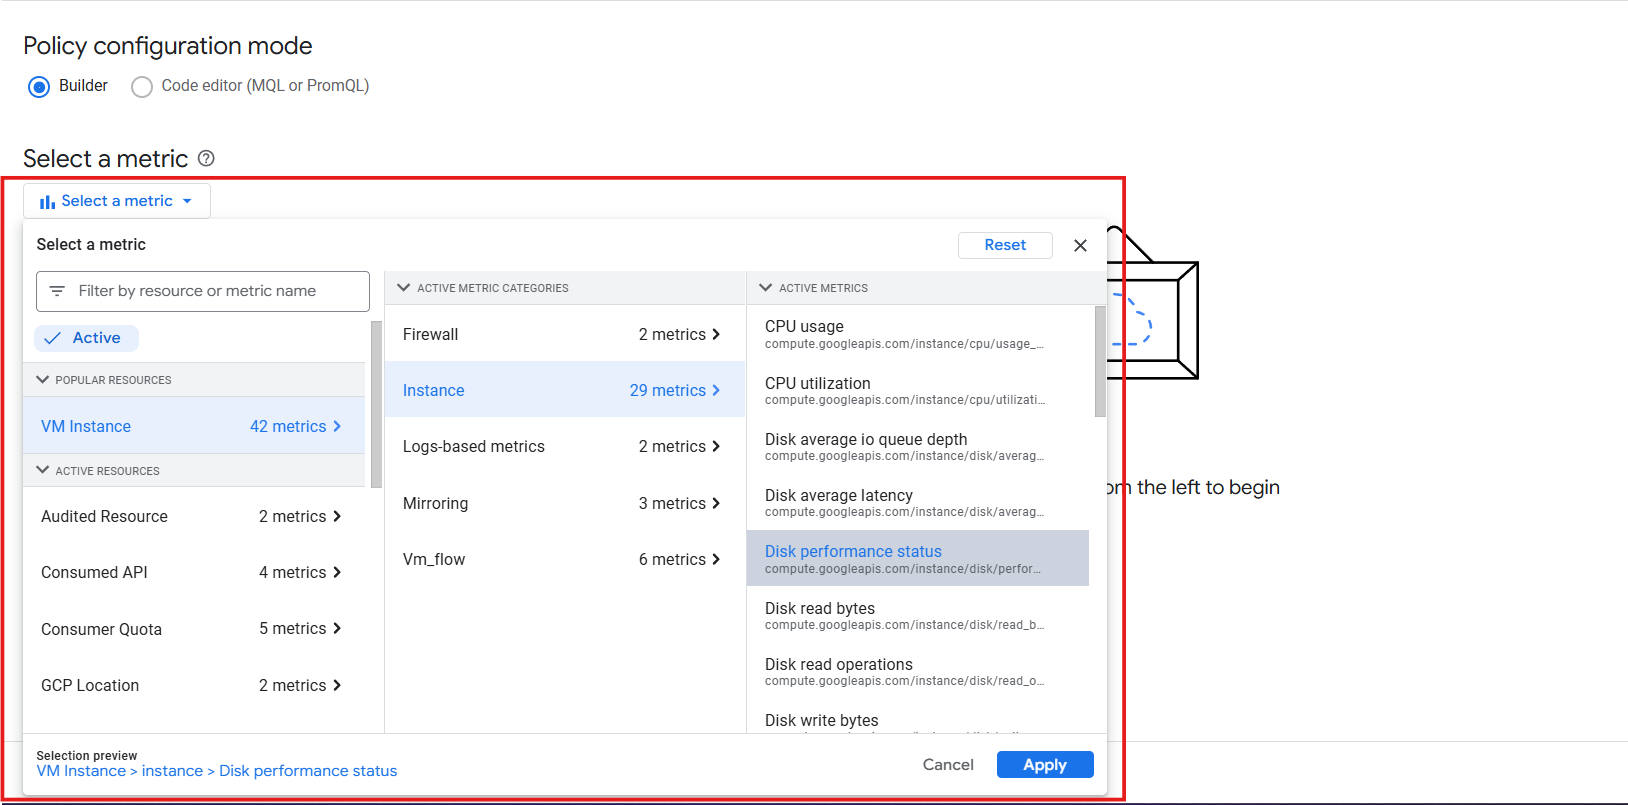 Policy configuration mode
Builder
Code editor (MQL or PromQL)
Select a metric
Select a metric
Select a metric
Reset
Filter by resource or metric name
Active
POPULAR RESOURCES
VM Instance 42 metrics
ACTIVE RESOURCES
Audited Resource 2 metrics
Consumed API 4 metrics
Consumer Quota 5 metrics
GCP Location 2 metrics
ACTIVE METRIC CATEGORIES
Firewall 2 metrics
Instance 29 metrics
Logs-based metrics 2 metrics
Mirroring 3 metrics
Vm_flow 6 metrics
ACTIVE METRICS
CPU usage
compute.googleapis.com/instance/cpu/usage_...
CPU utilization
compute.googleapis.com/instance/cpu/utilizati...
Disk average io queue depth
compute.googleapis.com/instance/disk/averag...
Disk average latency
compute.googleapis.com/instance/disk/averag...
Disk performance status
compute.googleapis.com/instance/disk/perfor...
Disk read bytes
compute.googleapis.com/instance/disk/read_b...
Disk read operations
compute.googleapis.com/instance/disk/read_o...
Disk write bytes
the left to begin
Selection preview
VM Instance > instance > Disk performance status
Cancel
Apply